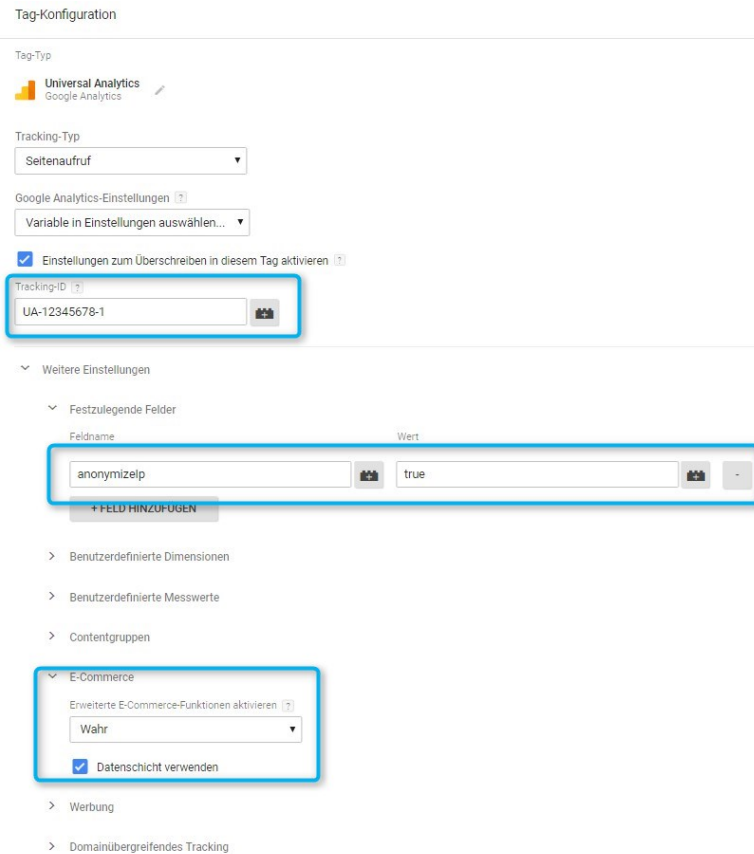 Tag-Konfiguration
Tag-Typ
Universal Analytics
Google Analytics
Tracking-Typ
Seitenaufruf
Google Analytics-Einstellungen ?
Variable in Einstellungen auswählen...
Einstellungen zum Überschreiben in diesem Tag aktivieren ?
Tracking-ID ?
UA-12345678-1
Weitere Einstellungen
Festzulegende Felder
Feldname Wert
anonymizeIp true -
+ FELD HINZUFÜGEN
Benutzerdefinierte Dimensionen
Benutzerdefinierte Messwerte
Contentgruppen
E-Commerce
Erweiterte E-Commerce-Funktionen aktivieren ?
Wahr
Datenschicht verwenden
Werbung
Domainübergreifendes Tracking